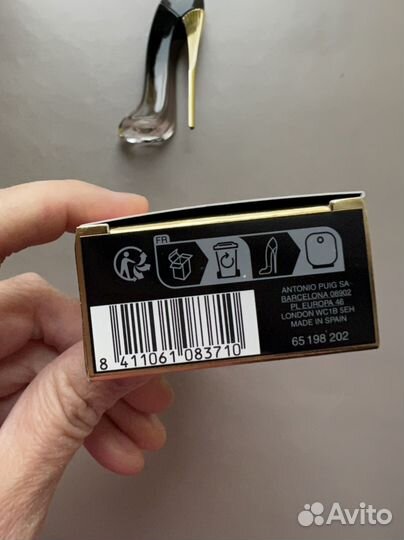 FR
ANTONIO PUIG SA
BARCELONA 08902
PL EUROPA 46
LONDON WC1B 5EH
MADE IN SPAIN
65 198 202
8 411061 083710
Avito